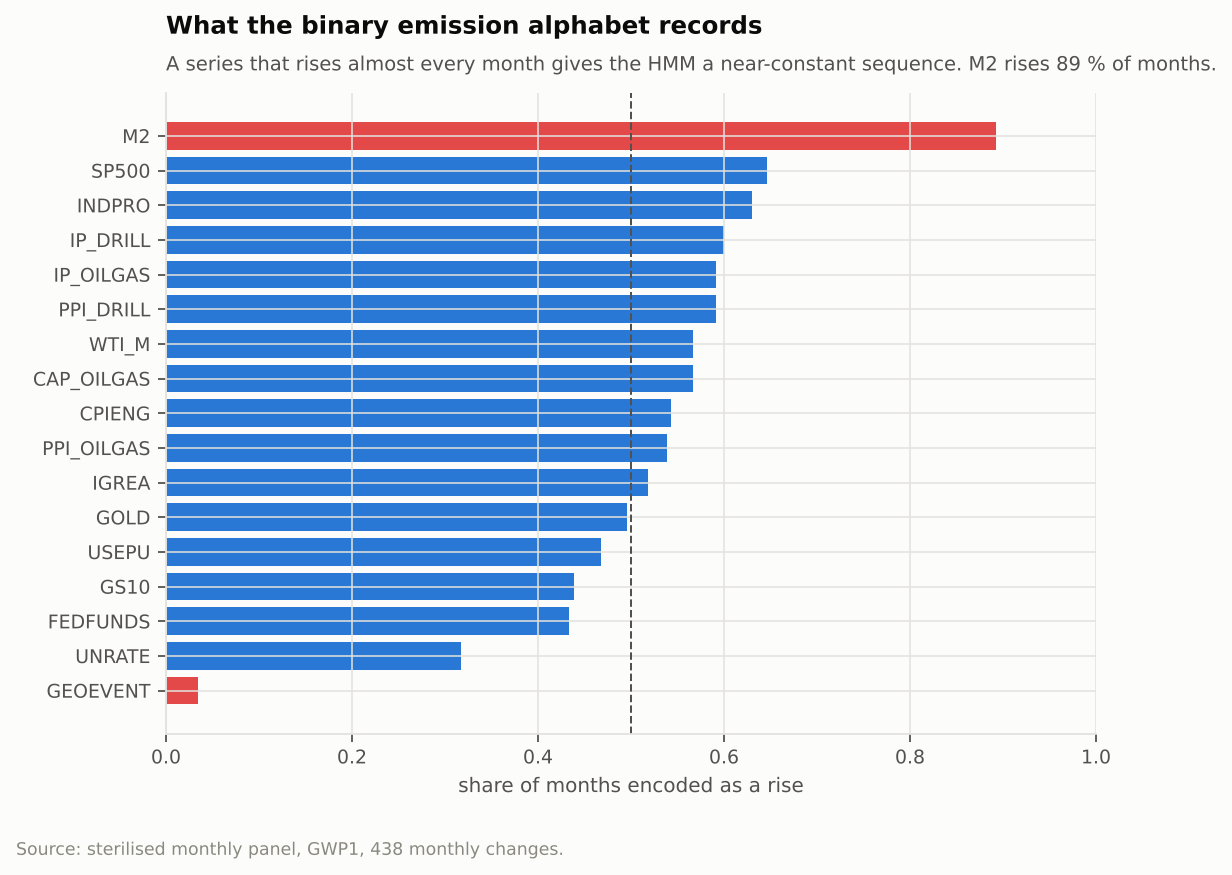 What the binary emission alphabet records
A series that rises almost every month gives the HMM a near-constant sequence. M2 rises 89 % of months.
M2
SP500
INDPRO
IP_DRILL
IP_OILGAS
PPI_DRILL
WTI_M
CAP_OILGAS
CPIENG
PPI_OILGAS
IGREA
GOLD
USEPU
GS10
FEDFUNDS
UNRATE
GEOEVENT
0.0 0.2 0.4 0.6 0.8 1.0
share of months encoded as a rise
Source: sterilised monthly panel, GWP1, 438 monthly changes.